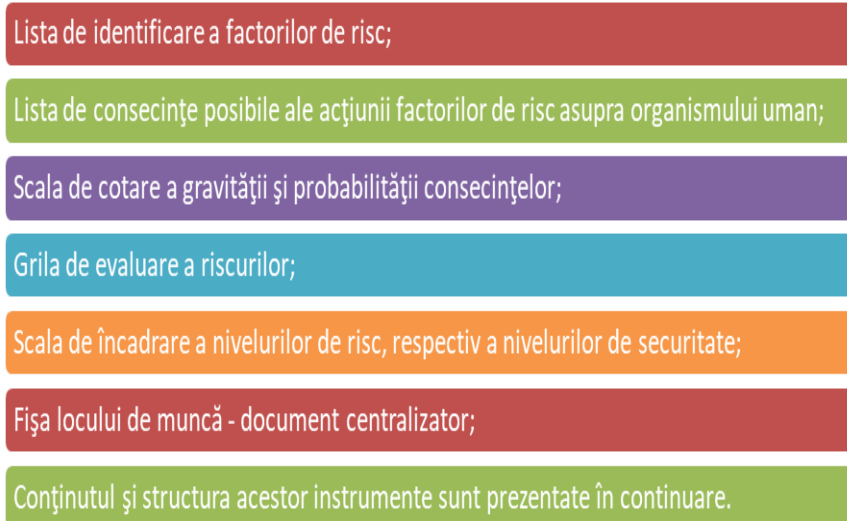 Lista de identificare a factorilor de risc;
Lista de consecinţe posibile ale acţiunii factorilor de risc asupra organismului uman;
Scala de cotare a gravităţii şi probabilităţii consecinţelor;
Grila de evaluare a riscurilor;
Scala de încadrare a nivelurilor de risc, respectiv a nivelurilor de securitate;
Fişa locului de muncă - document centralizator;
Conţinutul şi structura acestor instrumente sunt prezentate în continuare.